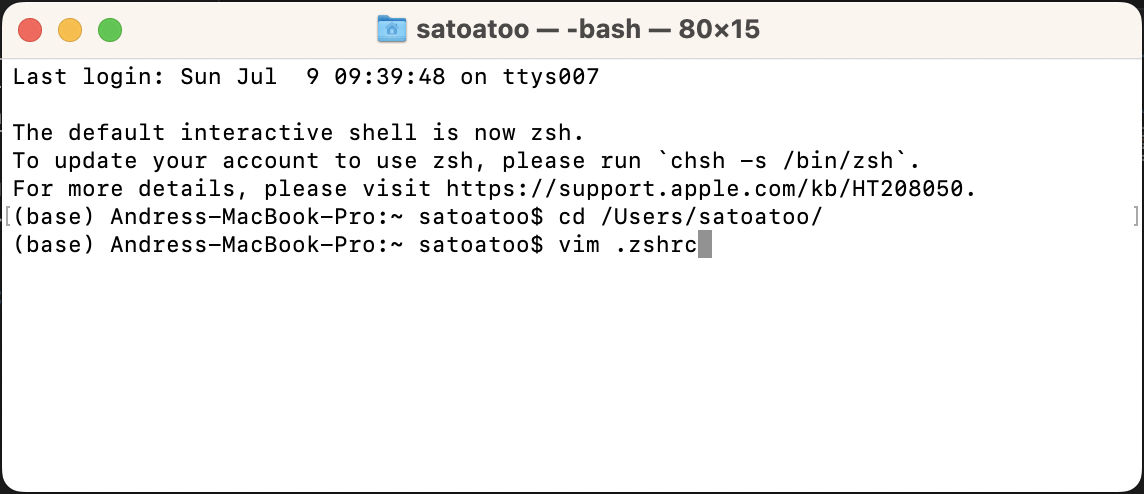 satoatoo — -bash — 80×15
Last login: Sun Jul  9 09:39:48 on ttys007
The default interactive shell is now zsh.
To update your account to use zsh, please run `chsh -s /bin/zsh`.
For more details, please visit https://support.apple.com/kb/HT208050.
[(base) Andress-MacBook-Pro:~ satoatoo$ cd /Users/satoatoo/ ]
(base) Andress-MacBook-Pro:~ satoatoo$ vim .zshrc